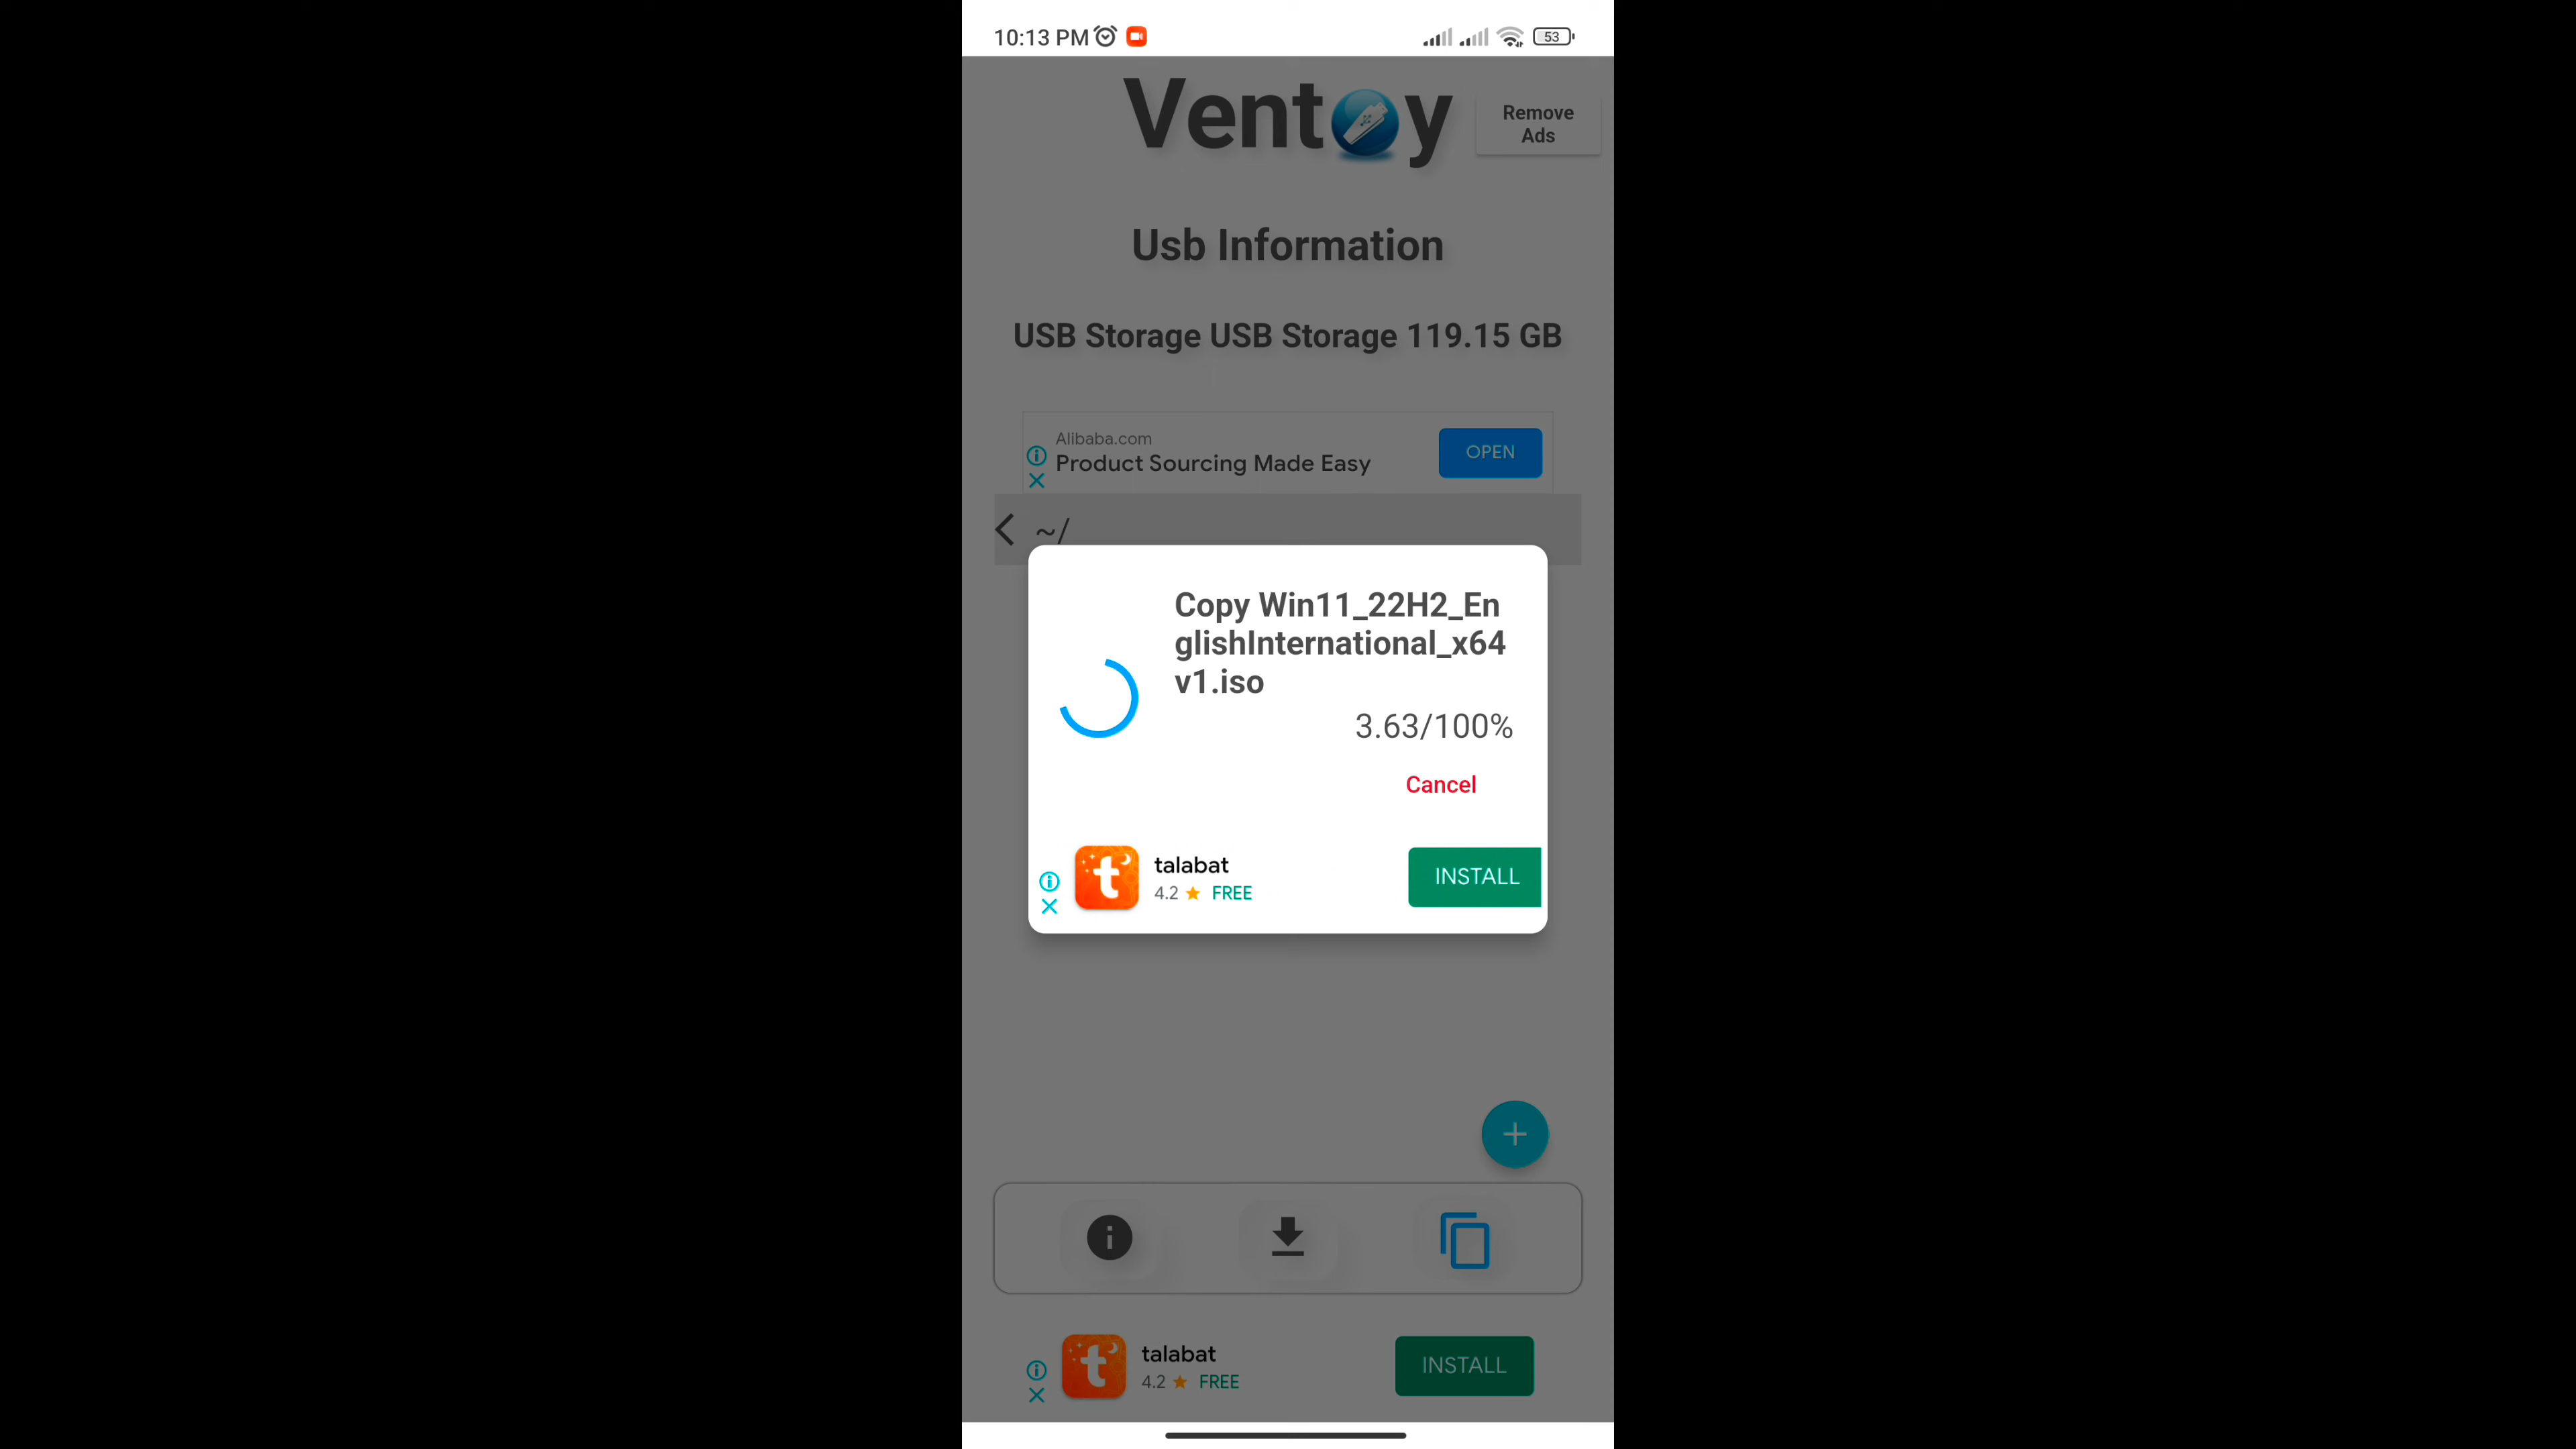 10:13 PM
53
Ventoy
Remove
Ads
Usb Information
USB Storage USB Storage 119.15 GB
Alibaba.com
Product Sourcing Made Easy
OPEN
~/
Copy Win11_22H2_En
glishInternational_x64
v1.iso
3.63/100%
Cancel
talabat
4.2 ★ FREE
INSTALL
talabat
4.2 ★ FREE
INSTALL